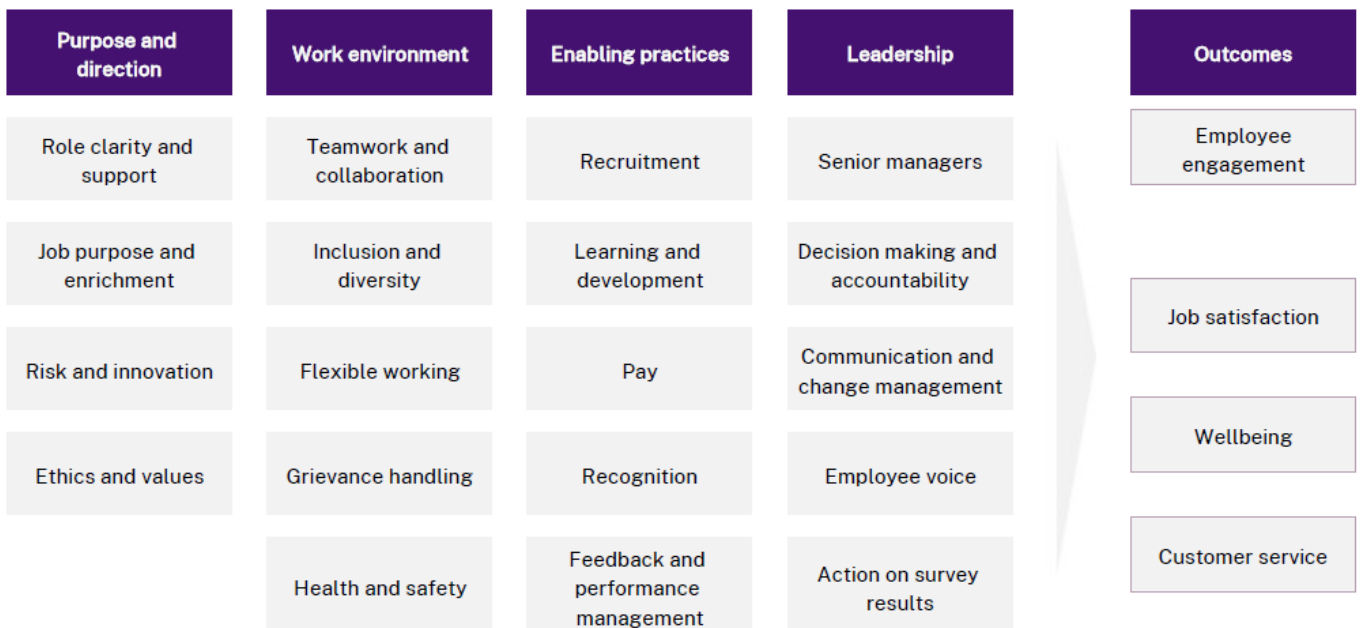 Purpose and
direction
Work environment
Enabling practices
Leadership
Outcomes
Role clarity and
support
Teamwork and
collaboration
Recruitment
Senior managers
Employee
engagement
Job purpose and
enrichment
Inclusion and
diversity
Learning and
development
Decision making and
accountability
Job satisfaction
Risk and innovation
Flexible working
Pay
Communication and
change management
Wellbeing
Ethics and values
Grievance handling
Recognition
Employee voice
Customer service
Health and safety
Feedback and
performance
management
Action on survey
results